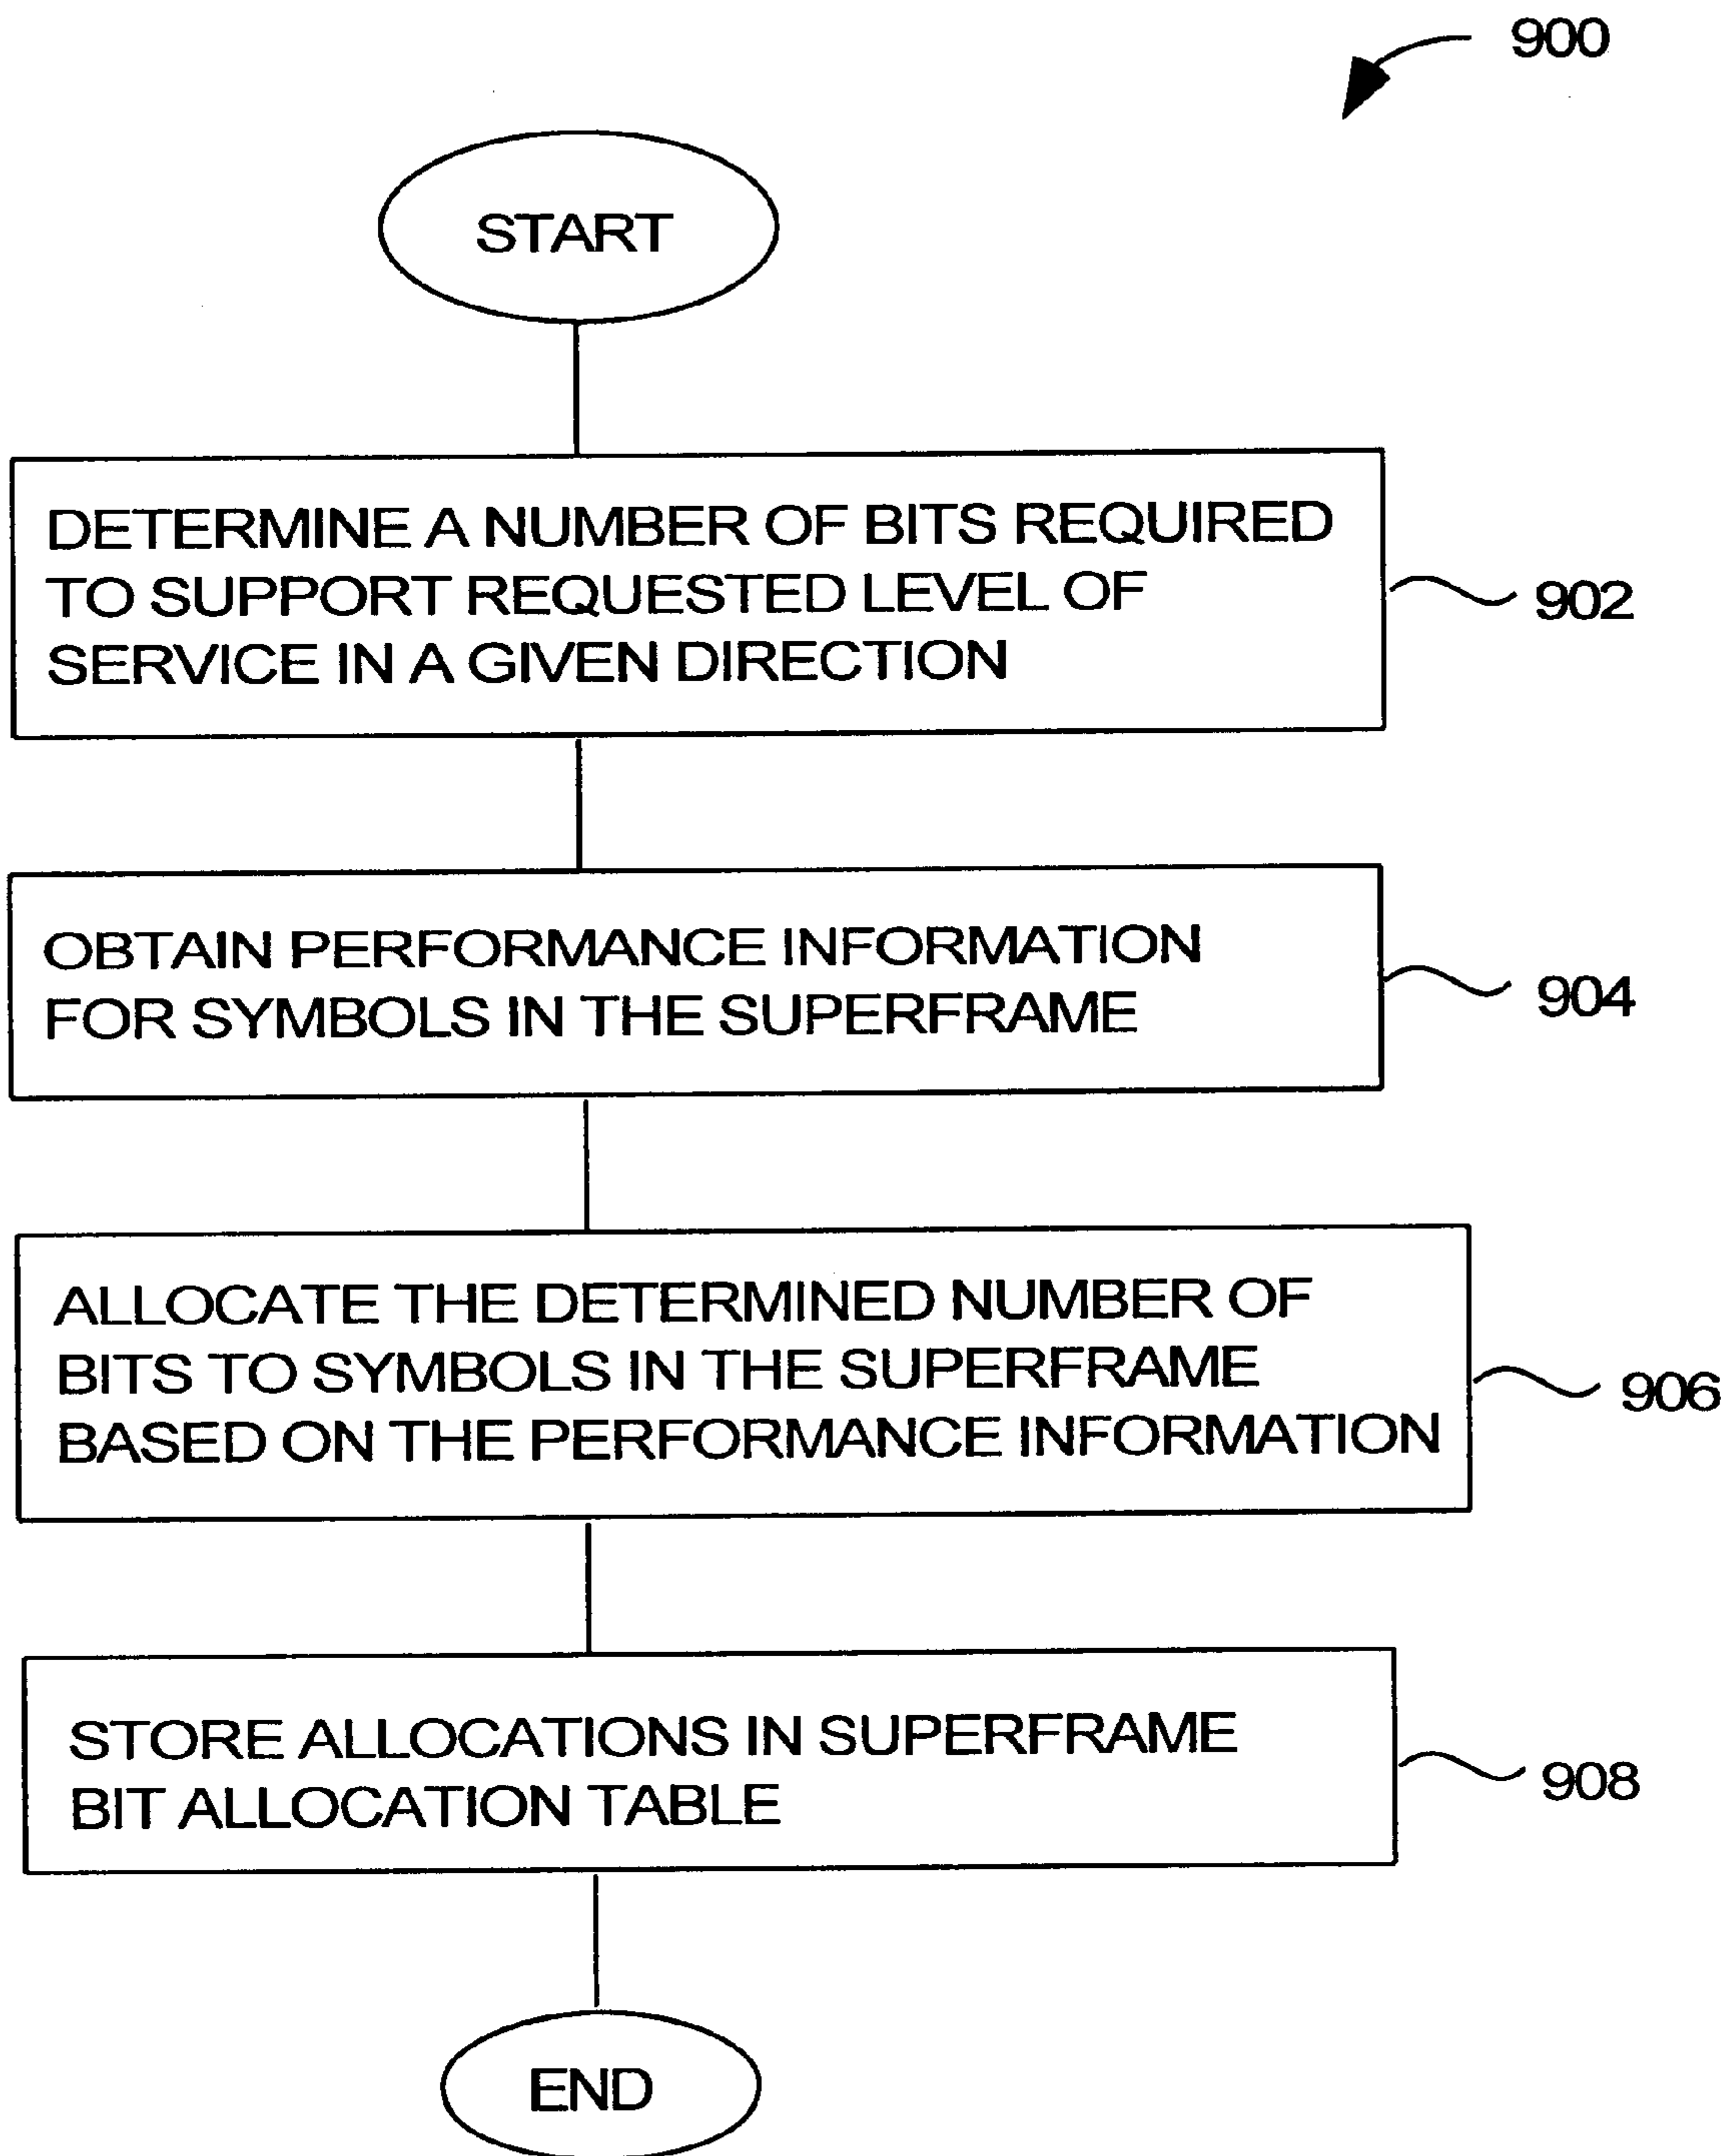 900
START
DETERMINE A NUMBER OF BITS REQUIRED
TO SUPPORT REQUESTED LEVEL OF
SERVICE IN A GIVEN DIRECTION
902
OBTAIN PERFORMANCE INFORMATION
FOR SYMBOLS IN THE SUPERFRAME
904
ALLOCATE THE DETERMINED NUMBER OF
BITS TO SYMBOLS IN THE SUPERFRAME
BASED ON THE PERFORMANCE INFORMATION
906
STORE ALLOCATIONS IN SUPERFRAME
BIT ALLOCATION TABLE
908
END